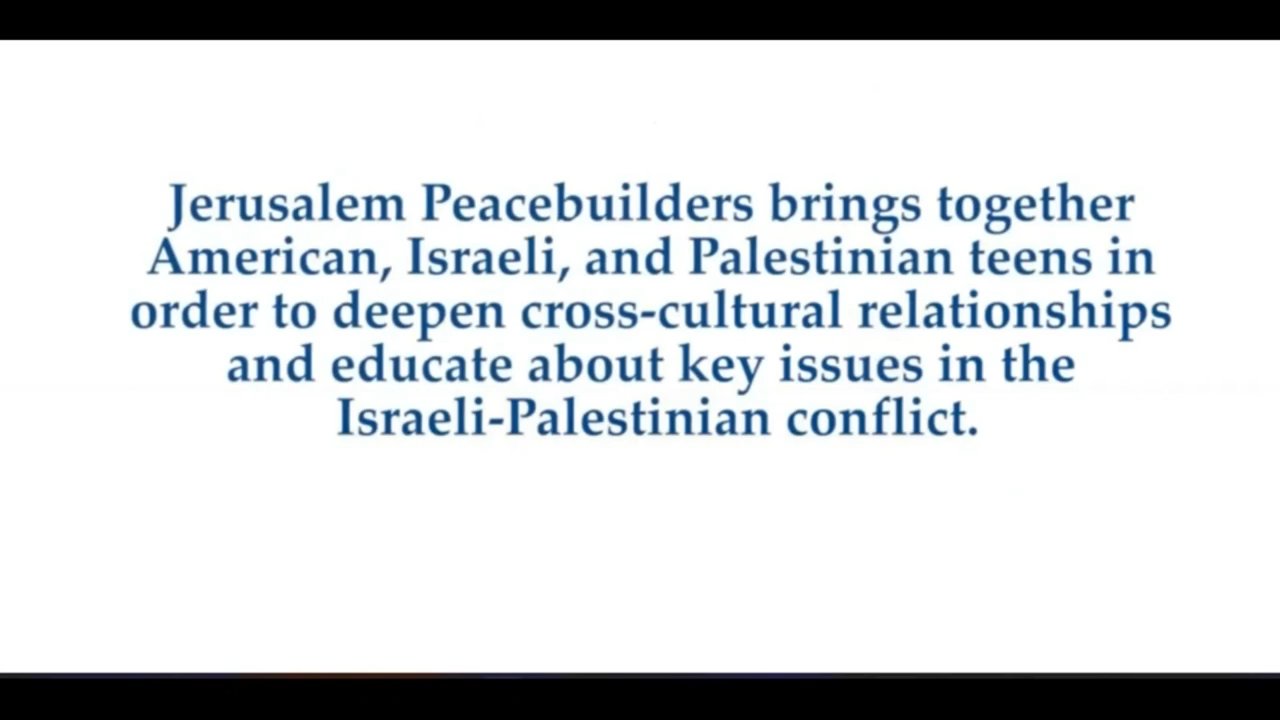 Jerusalem Peacebuilders brings together
American, Israeli, and Palestinian teens in
order to deepen cross-cultural relationships
and educate about key issues in the
Israeli-Palestinian conflict.